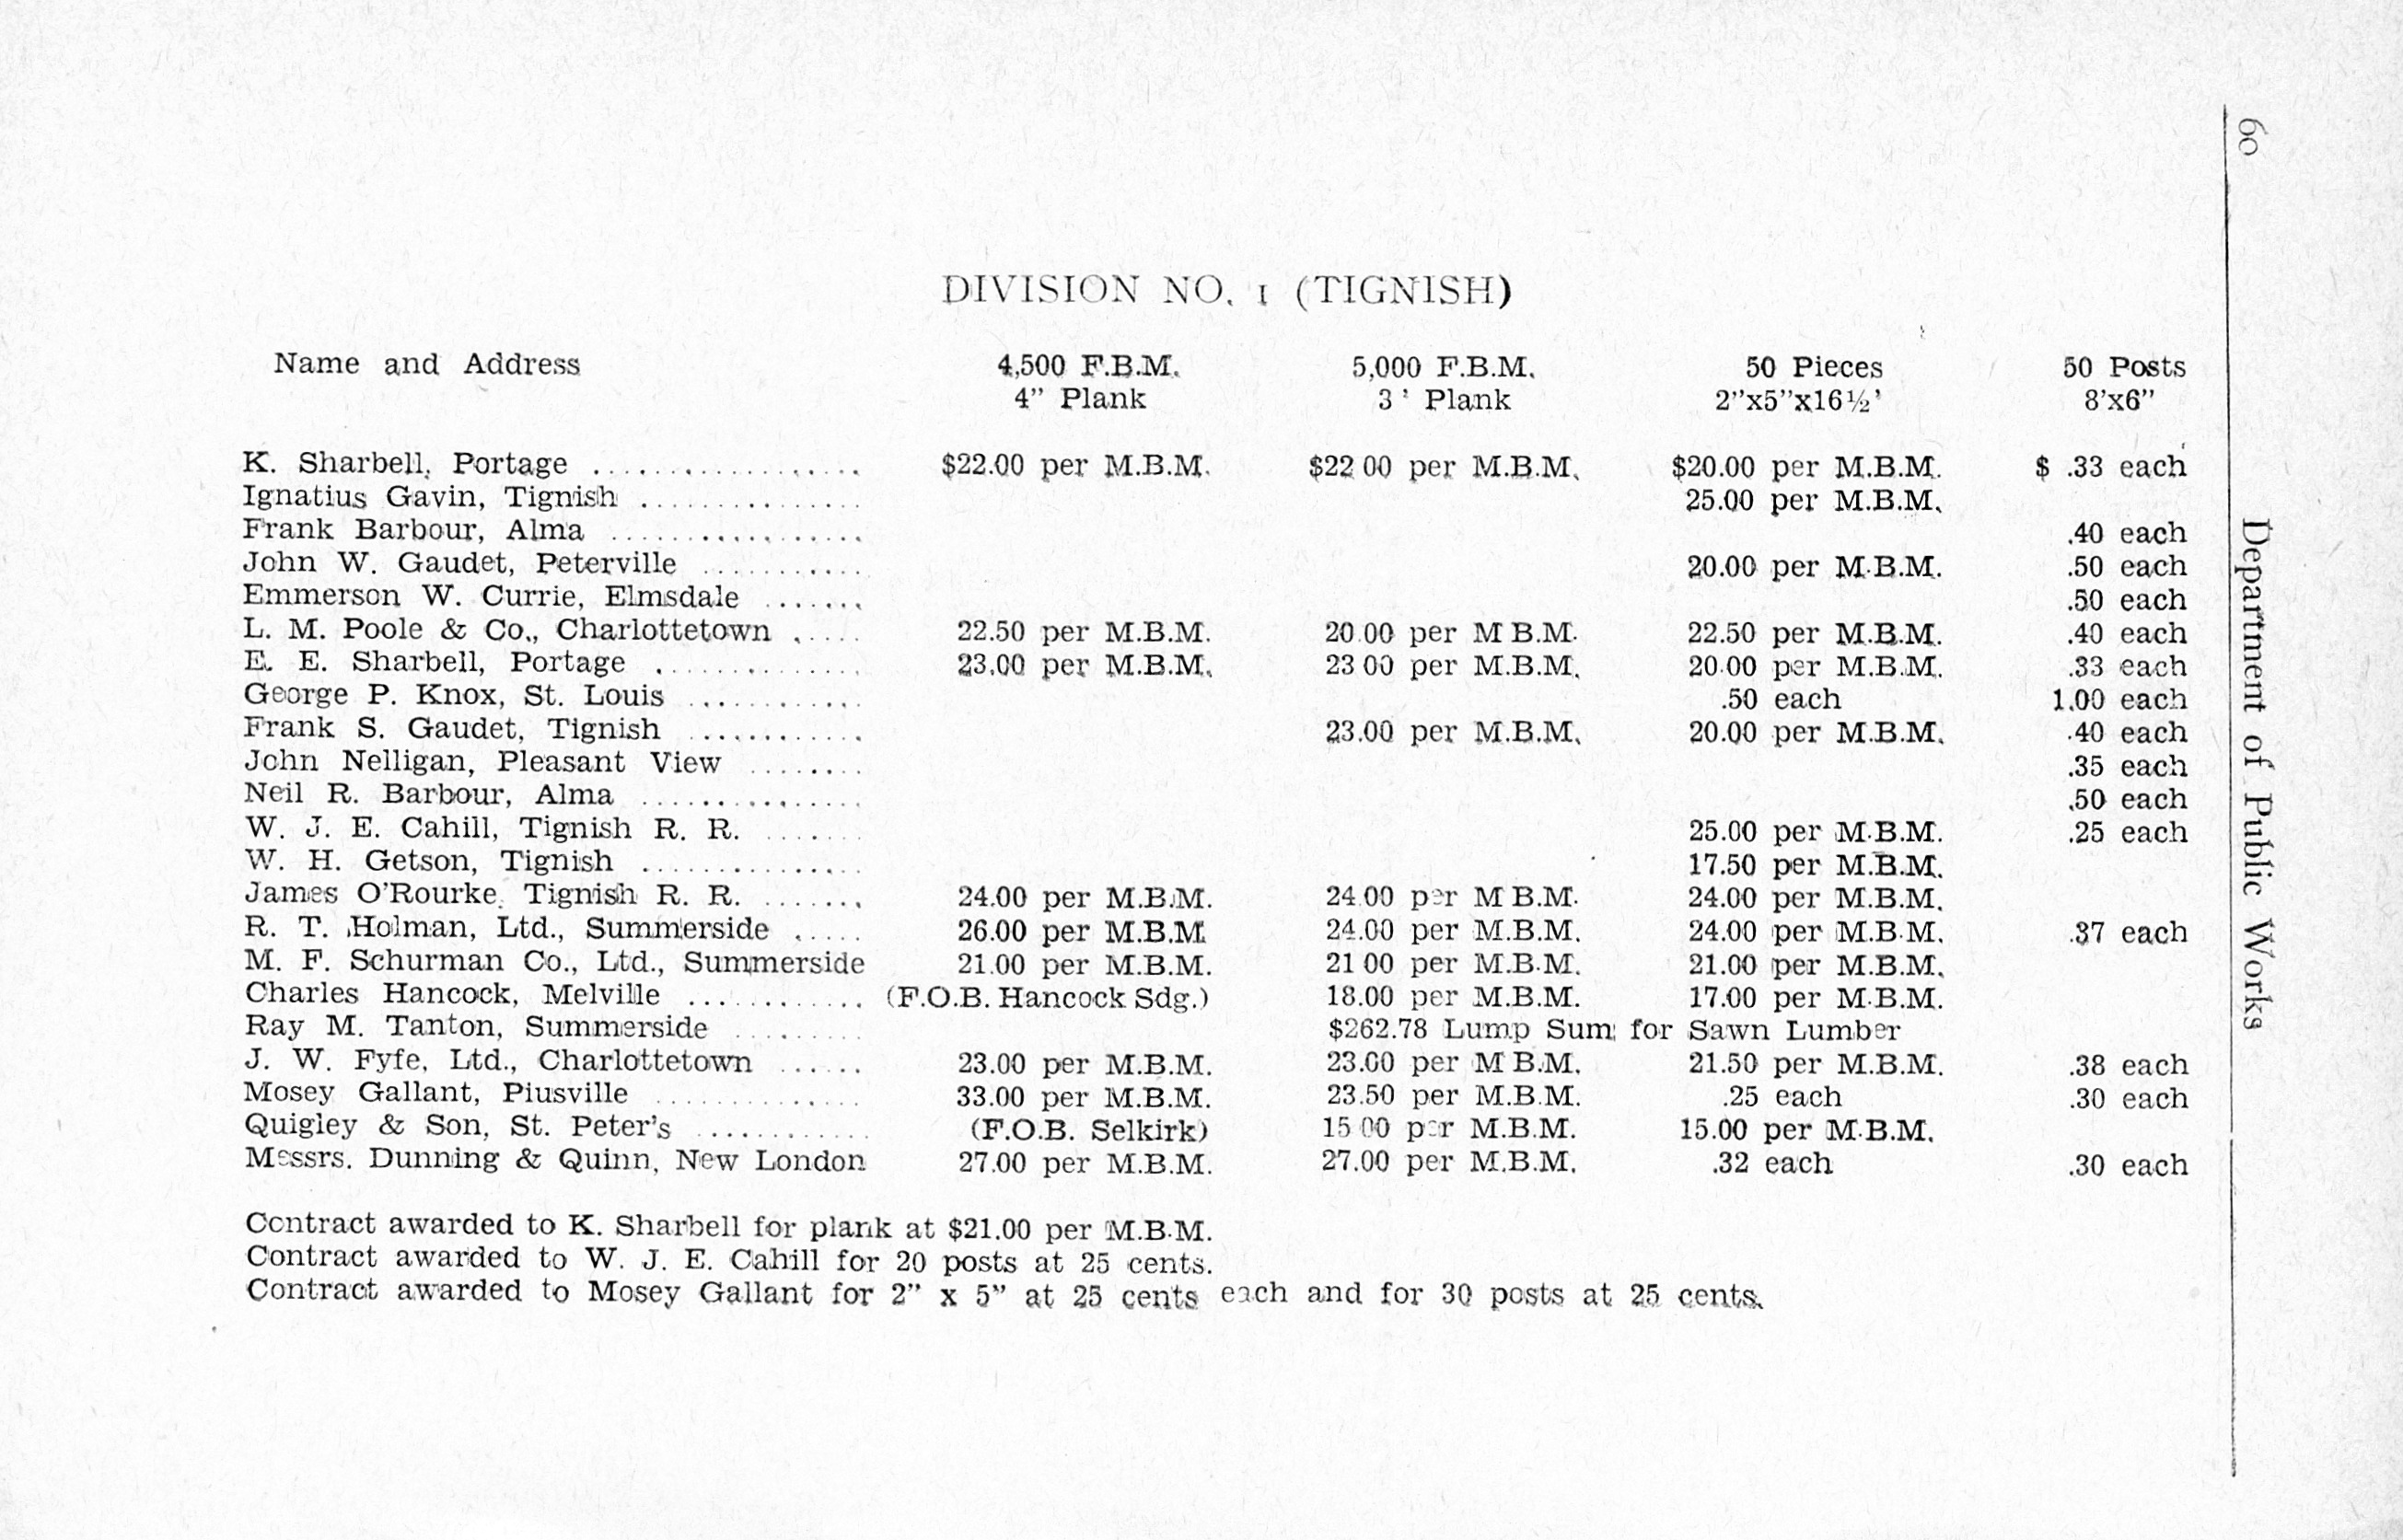 60
Department of Public Works
DIVISION NO. 1 (TIGNISH)
Name and Address 4,500 F.B.M. 5,000 F.B.M. 50 Pieces 50 Posts
4" Plank 3 ' Plank 2"x5"x16½' 8'x6"
K. Sharbell, Portage .................. $22.00 per M.B.M. $22 00 per M.B.M. $20.00 per M.B.M. $ .33 each
Ignatius Gavin, Tignish ............... 25.00 per M.B.M.
Frank Barbour, Alma ................. .40 each
John W. Gaudet, Peterville ........... 20.00 per M.B.M. .50 each
Emmerson W. Currie, Elmsdale ....... .50 each
L. M. Poole & Co., Charlottetown ..... 22.50 per M.B.M. 20.00 per M B.M. 22.50 per M.B.M. .40 each
E. E. Sharbell, Portage .............. 23.00 per M.B.M. 23 00 per M.B.M. 20.00 per M.B.M. .33 each
George P. Knox, St. Louis ............ .50 each 1.00 each
Frank S. Gaudet, Tignish ............ 23.00 per M.B.M. 20.00 per M.B.M. .40 each
John Nelligan, Pleasant View ........ .35 each
Neil R. Barbour, Alma ............... .50 each
W. J. E. Cahill, Tignish R. R. ....... 25.00 per M.B.M. .25 each
W. H. Getson, Tignish ............... 17.50 per M.B.M.
James O'Rourke, Tignish R. R. ....... 24.00 per M.B.M. 24.00 per M B.M. 24.00 per M.B.M.
R. T. Holman, Ltd., Summerside ..... 26.00 per M.B.M 24.00 per M.B.M. 24.00 per M.B.M. .37 each
M. F. Schurman Co., Ltd., Summerside 21.00 per M.B.M. 21 00 per M.B.M. 21.00 per M.B.M.
Charles Hancock, Melville ............ (F.O.B. Hancock Sdg.) 18.00 per M.B.M. 17.00 per M.B.M.
Ray M. Tanton, Summerside ......... $262.78 Lump Sum for Sawn Lumber
J. W. Fyfe, Ltd., Charlottetown ...... 23.00 per M.B.M. 23.00 per M B.M. 21.50 per M.B.M. .38 each
Mosey Gallant, Piusville .............. 33.00 per M.B.M. 23.50 per M.B.M. .25 each .30 each
Quigley & Son, St. Peter's ............ (F.O.B. Selkirk) 15 00 per M.B.M. 15.00 per M.B.M.
Messrs. Dunning & Quinn, New London 27.00 per M.B.M. 27.00 per M.B.M. .32 each .30 each
Contract awarded to K. Sharbell for plank at $21.00 per M.B.M.
Contract awarded to W. J. E. Cahill for 20 posts at 25 cents.
Contract awarded to Mosey Gallant for 2" x 5" at 25 cents each and for 30 posts at 25 cents.